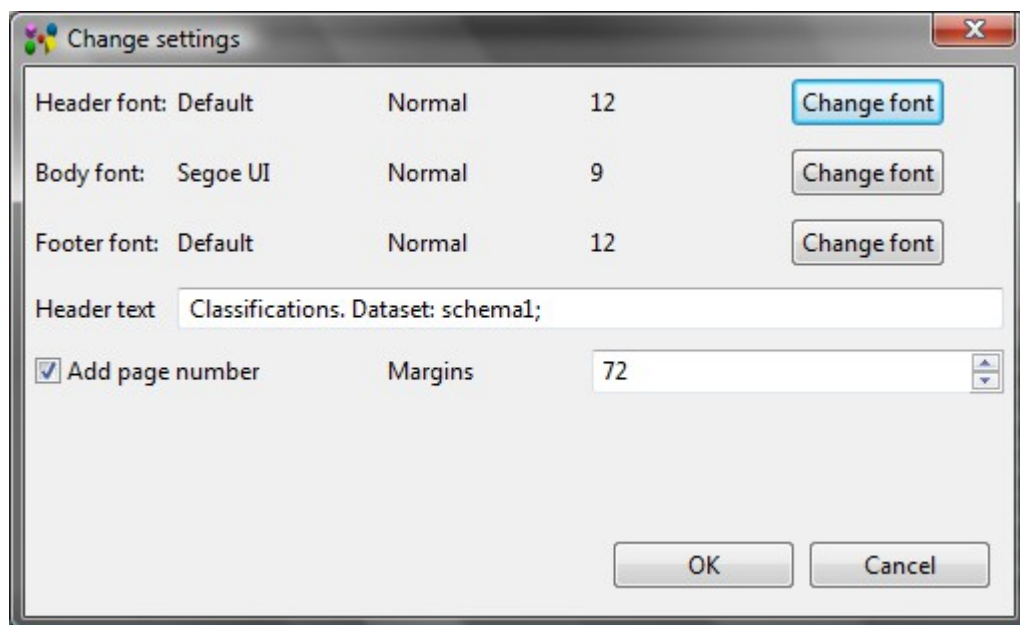 Change settings
Header font: Default Normal 12 Change font
Body font: Segoe UI Normal 9 Change font
Footer font: Default Normal 12 Change font
Header text Classifications. Dataset: schema1;
Add page number Margins 72
OK Cancel